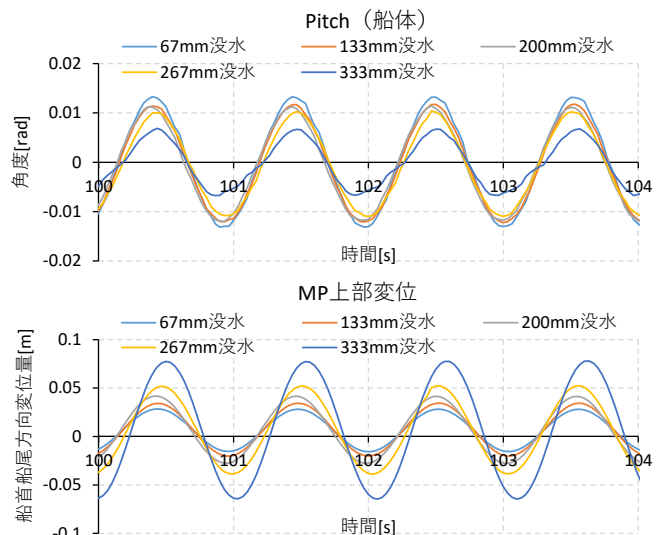 Pitch（船体）
67mm没水 133mm没水 200mm没水
267mm没水 333mm没水
0.02
0.01
0
-0.01
-0.02
角度[rad]
100 101 102 103 104
時間[s]
MP上部変位
67mm没水 133mm没水 200mm没水
267mm没水 333mm没水
0.1
0.05
0
-0.05
-0.1
船首船尾方向変位量[m]
100 101 102 103 104
時間[s]